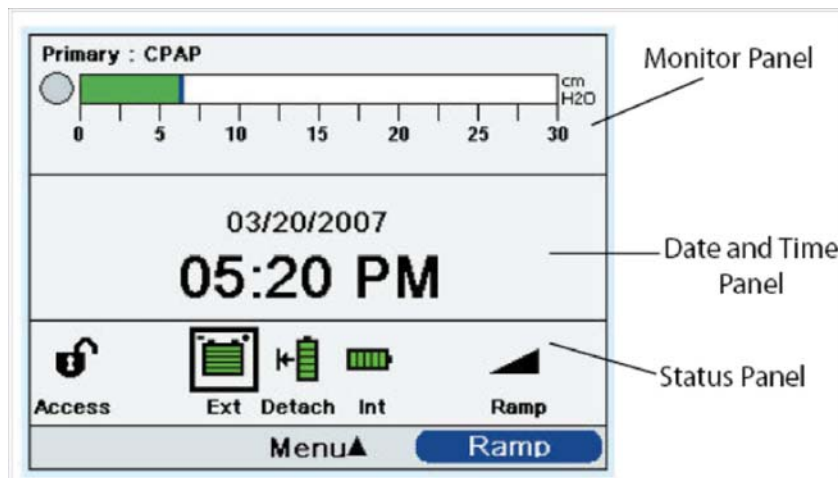 Primary : CPAP
Monitor Panel
cm
H2O
0 5 10 15 20 25 30
03/20/2007
05:20 PM
Date and Time
Panel
Status Panel
Access Ext Detach Int Ramp
Menu▲ Ramp